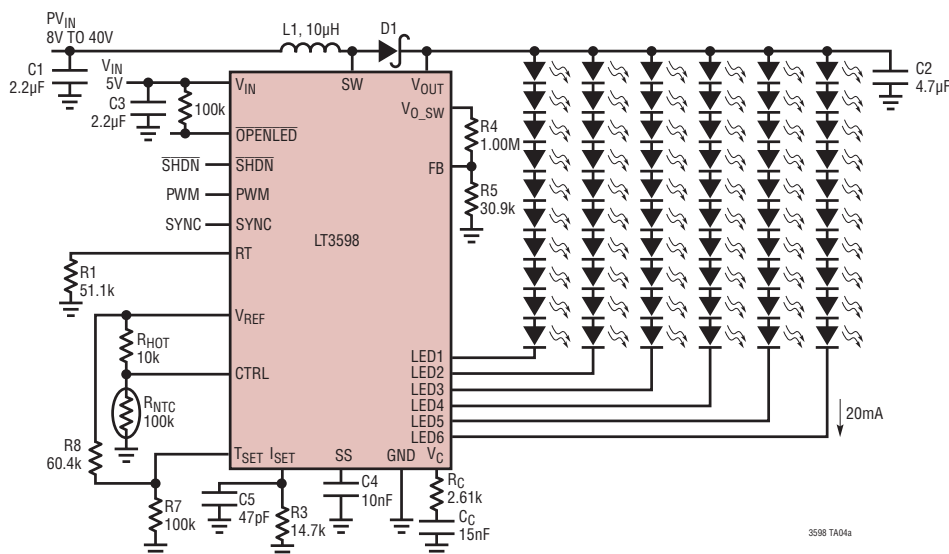 PVIN
8V TO 40V
L1, 10µH
D1
C1
2.2µF
VIN
5V
C3
2.2µF
100k
VIN
SW
VOUT
C2
4.7µF
VO_SW
R4
1.00M
OPENLED
SHDN
SHDN
FB
PWM
PWM
R5
30.9k
SYNC
SYNC
LT3598
RT
R1
51.1k
VREF
RHOT
10k
CTRL
LED1
LED2
LED3
LED4
LED5
LED6
20mA
RNTC
100k
R8
60.4k
TSET
ISET
SS
GND
VC
R7
100k
C5
47pF
R3
14.7k
C4
10nF
RC
2.61k
CC
15nF
3598 TA04a